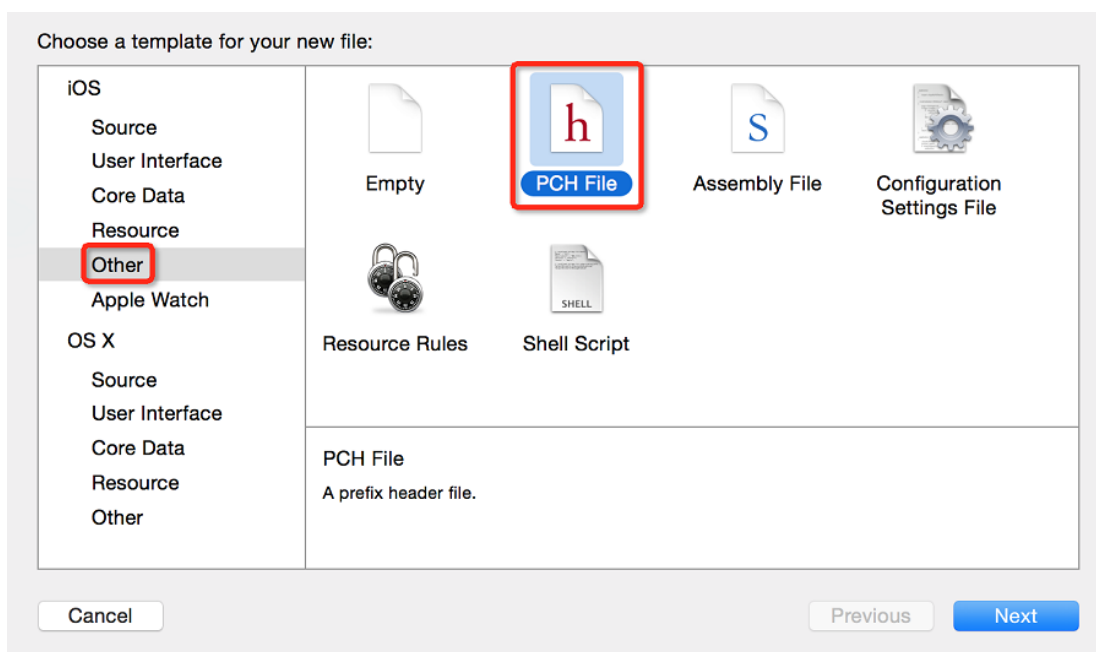 Choose a template for your new file:
iOS
Source
User Interface
Core Data
Resource
Other
Apple Watch
OS X
Source
User Interface
Core Data
Resource
Other
h
S
Empty
PCH File
Assembly File
Configuration
Settings File
SHELL
Resource Rules
Shell Script
PCH File
A prefix header file.
Cancel
Previous
Next